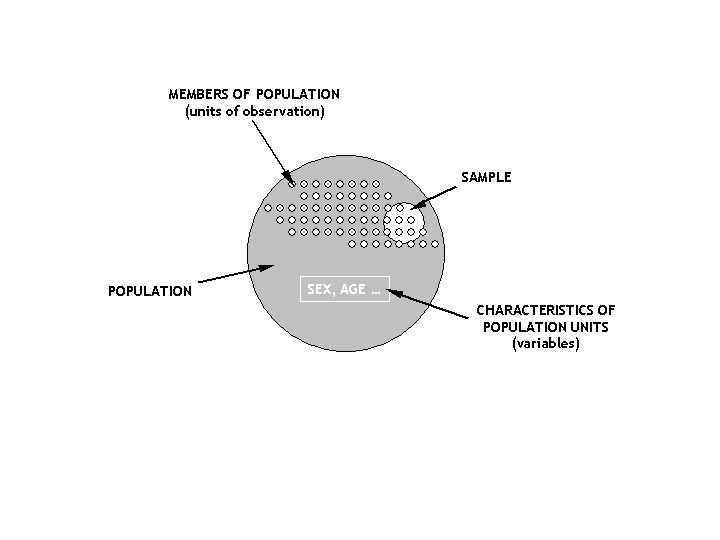 MEMBERS OF POPULATION
(units of observation)
SAMPLE
POPULATION
SEX, AGE ...
CHARACTERISTICS OF
POPULATION UNITS
(variables)